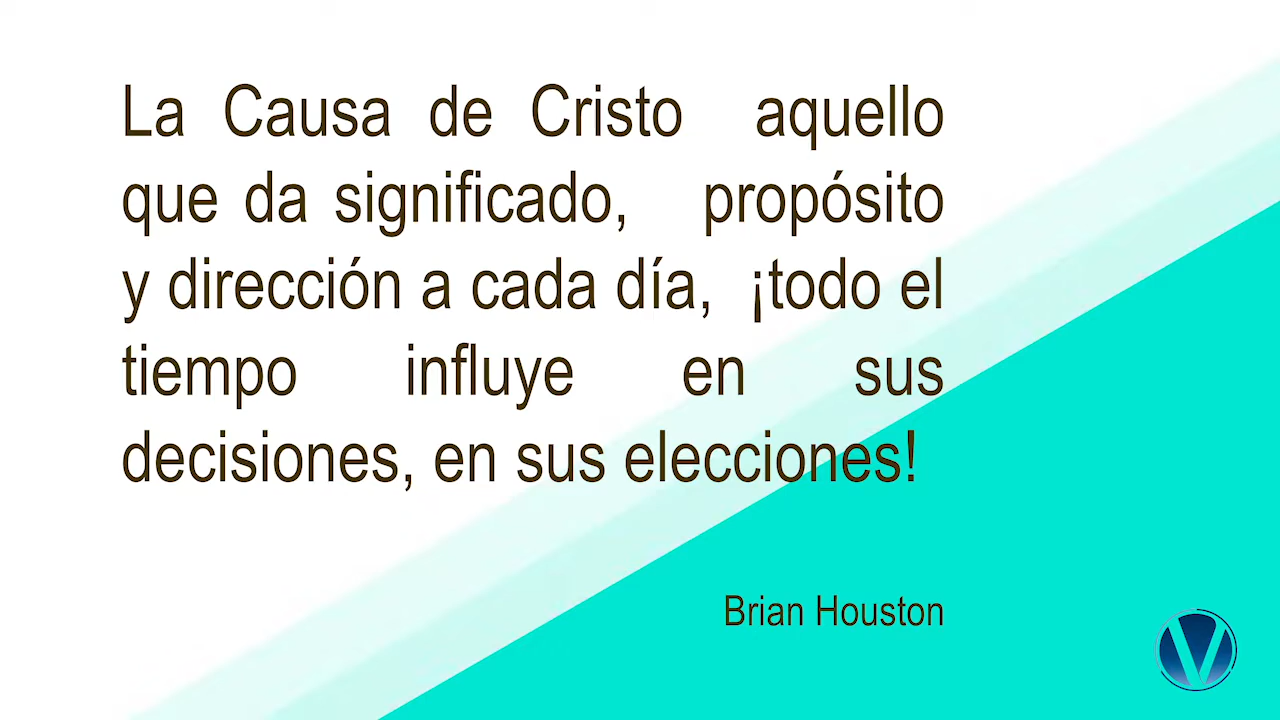 La Causa de Cristo aquello
que da significado, propósito
y dirección a cada día, ¡todo el
tiempo influye en sus
decisiones, en sus elecciones!
Brian Houston
V